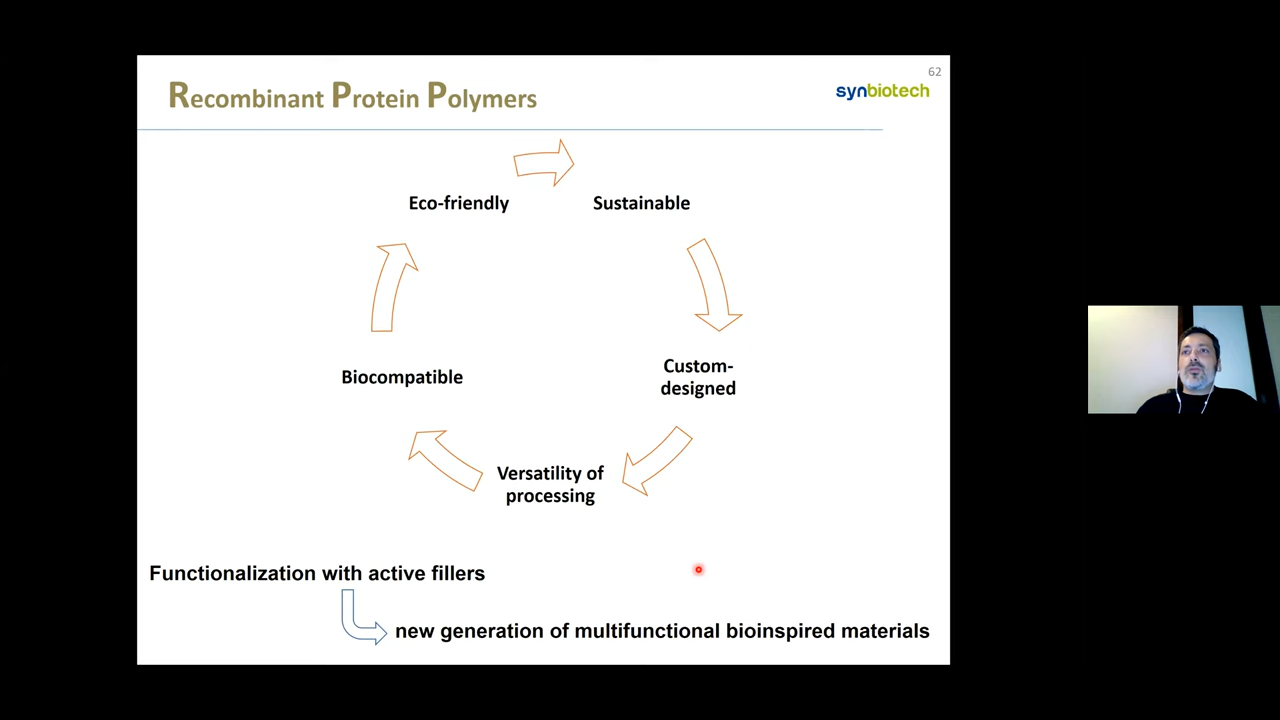 62
Recombinant Protein Polymers
synbiotech
Eco-friendly
Sustainable
Custom-
designed
Versatility of
processing
Biocompatible
Functionalization with active fillers
new generation of multifunctional bioinspired materials